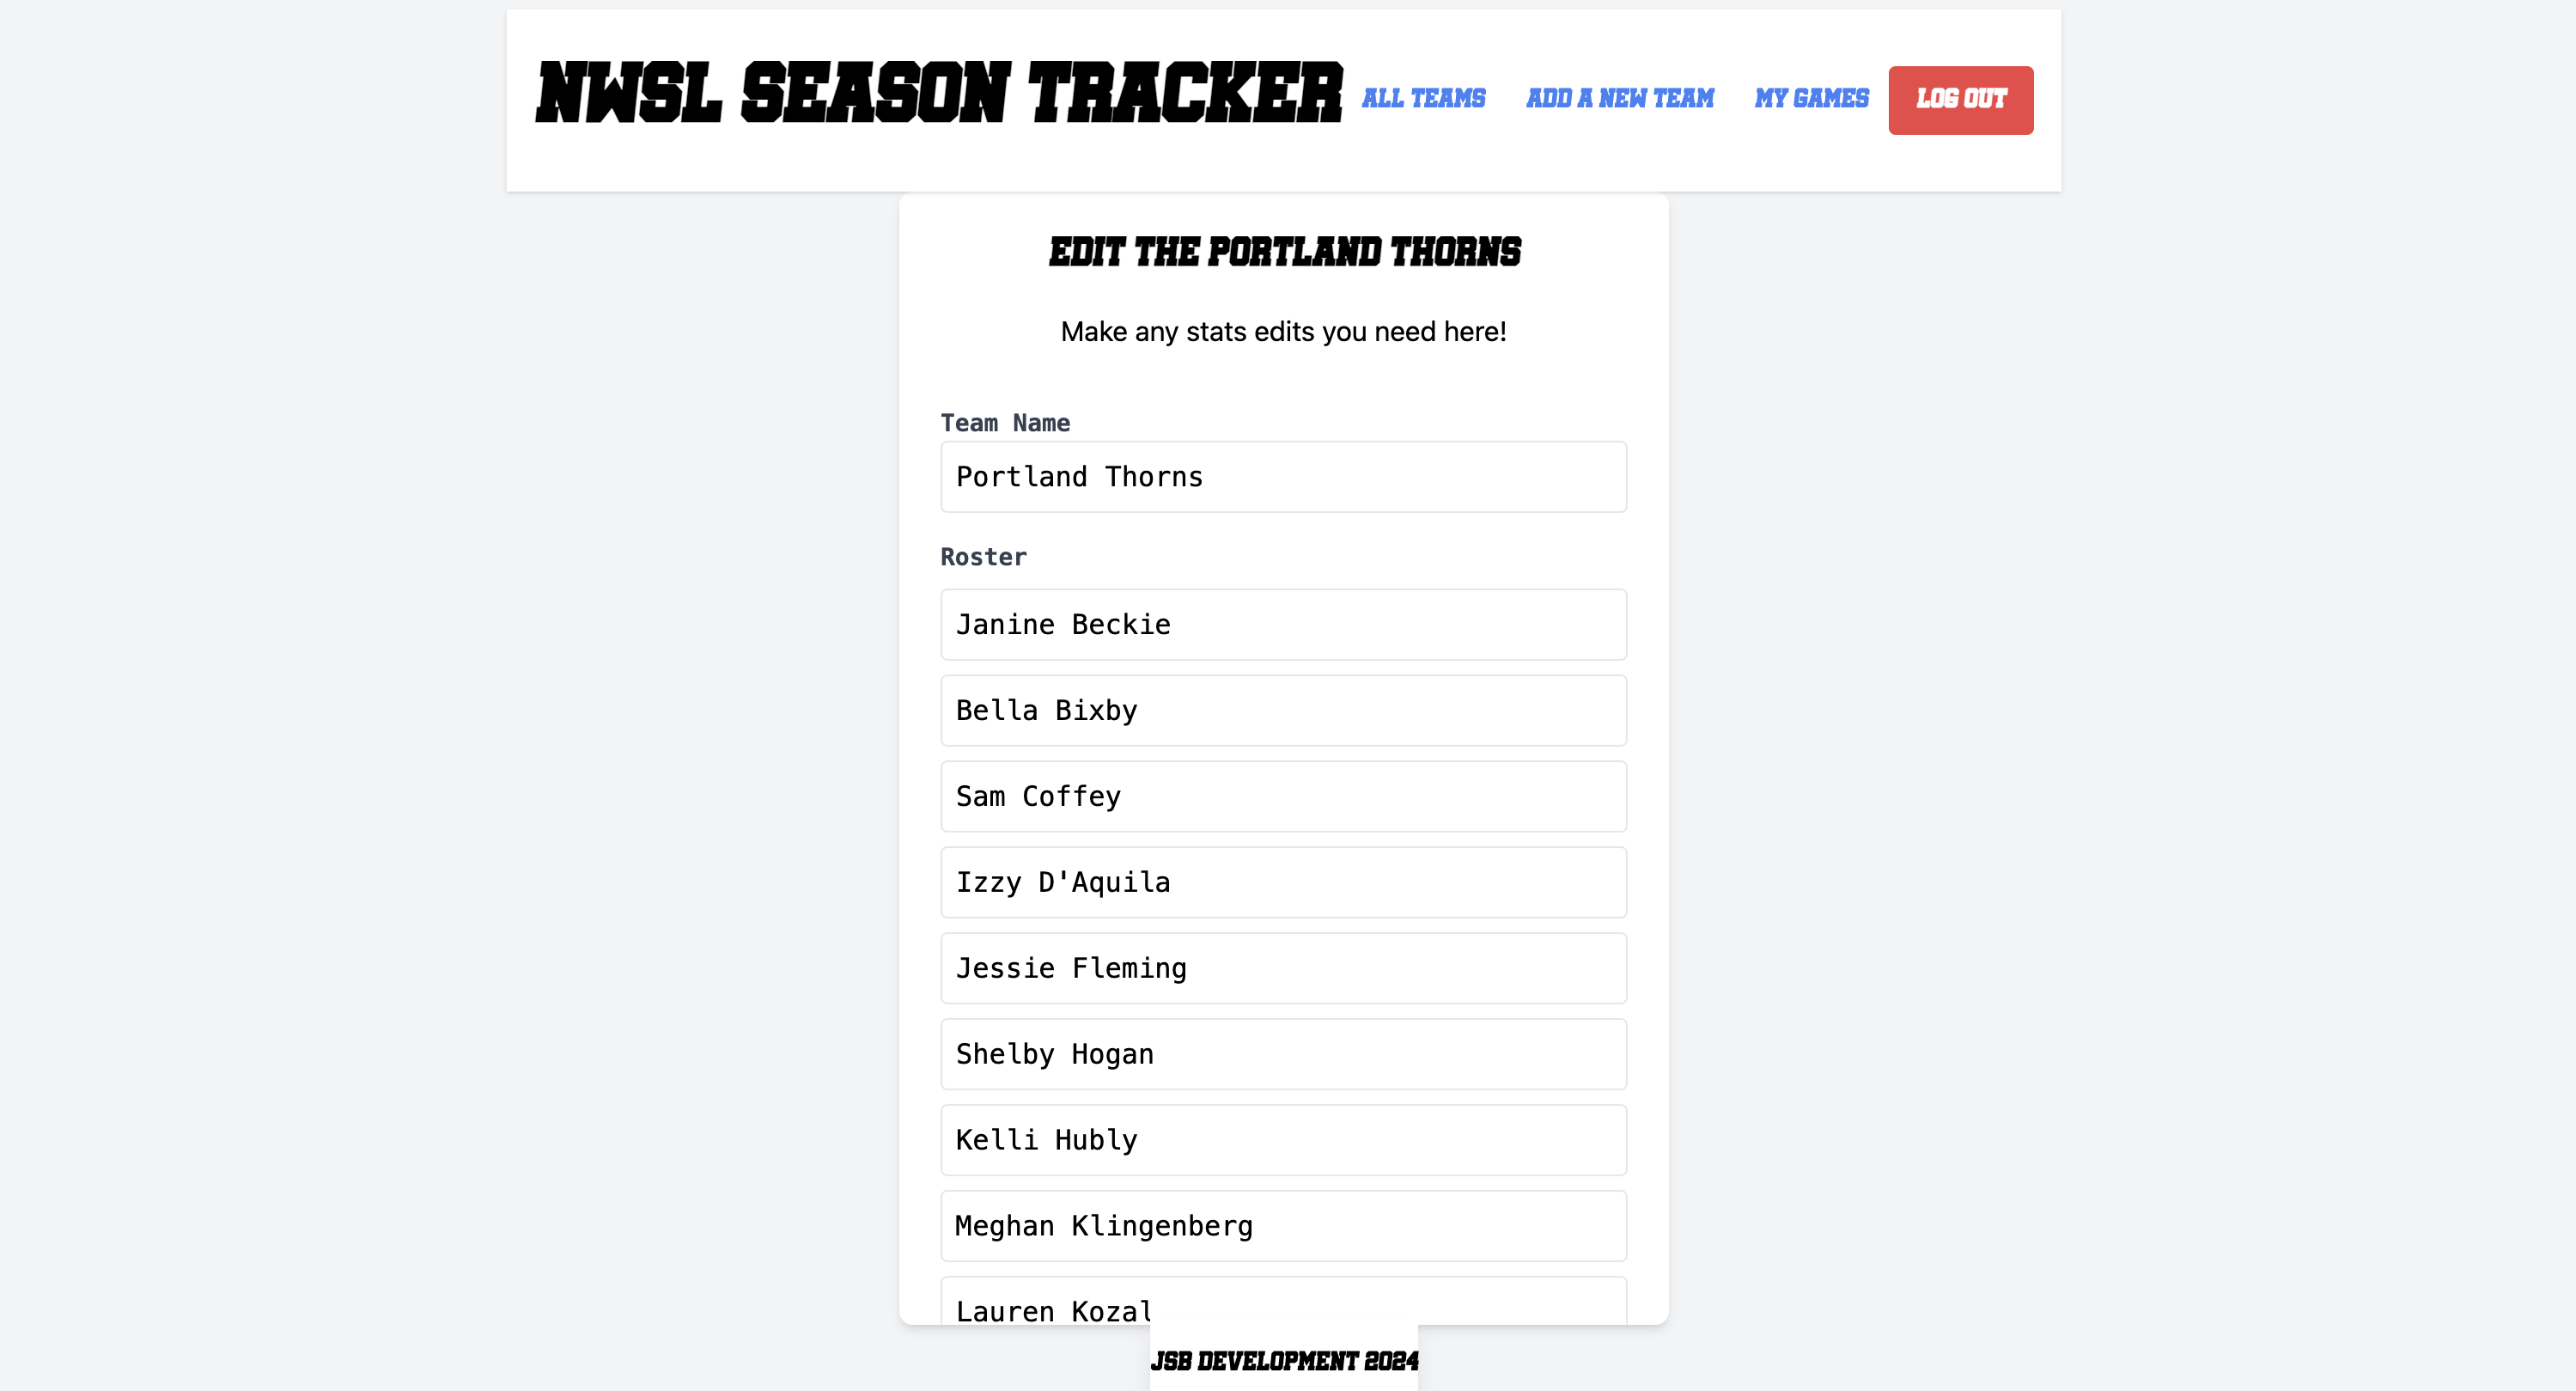 NWSL SEASON TRACKER
ALL TEAMS
ADD A NEW TEAM
MY GAMES
LOG OUT
EDIT THE PORTLAND THORNS
Make any stats edits you need here!
Team Name
Portland Thorns
Roster
Janine Beckie
Bella Bixby
Sam Coffey
Izzy D'Aquila
Jessie Fleming
Shelby Hogan
Kelli Hubly
Meghan Klingenberg
Lauren Kozal
JSB DEVELOPMENT 2024